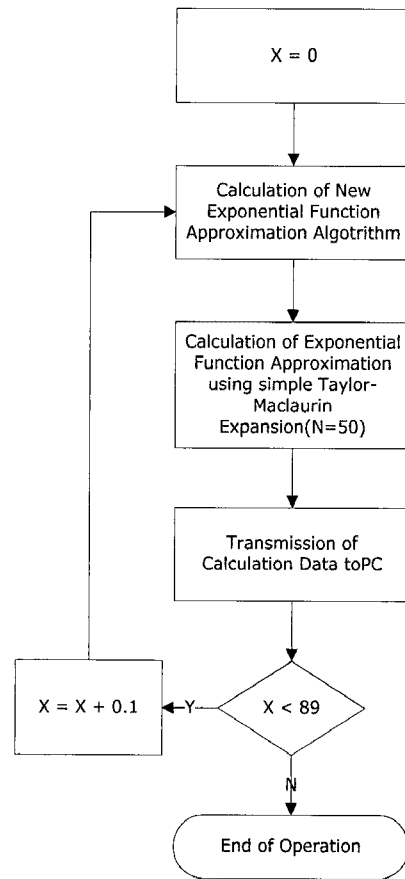 X = 0
Calculation of New
Exponential Function
Approximation Algotrithm
Calculation of Exponential
Function Approximation
using simple Taylor-
Maclaurin
Expansion(N=50)
Transmission of
Calculation Data toPC
X = X + 0.1
Y
X < 89
N
End of Operation